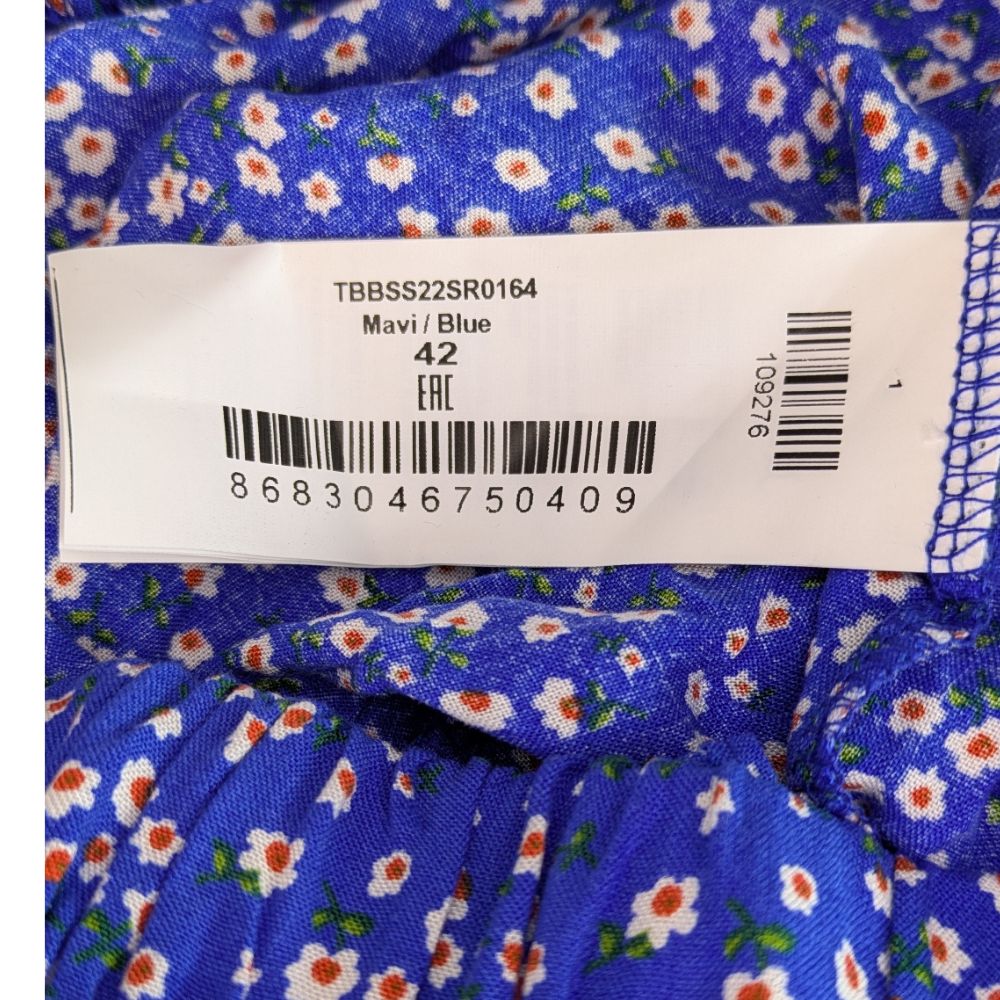 TBBSS22SR0164
Mavi / Blue
42
EAC
8683046750409
109276
1